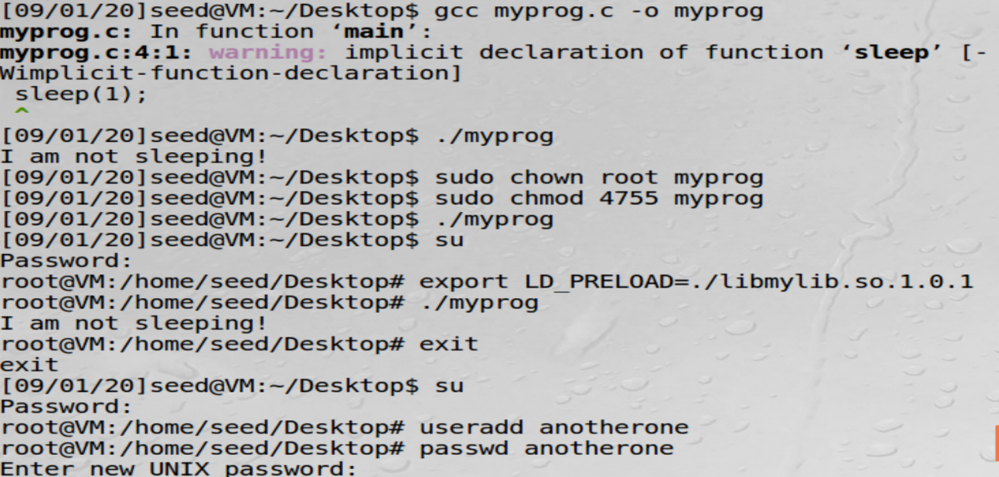 [09/01/20]seed@VM:~/Desktop$ gcc myprog.c -o myprog
myprog.c: In function ‘main’:
myprog.c:4:1: warning: implicit declaration of function ‘sleep’ [-
Wimplicit-function-declaration]
 sleep(1);
 ^
[09/01/20]seed@VM:~/Desktop$ ./myprog
I am not sleeping!
[09/01/20]seed@VM:~/Desktop$ sudo chown root myprog
[09/01/20]seed@VM:~/Desktop$ sudo chmod 4755 myprog
[09/01/20]seed@VM:~/Desktop$ ./myprog
[09/01/20]seed@VM:~/Desktop$ su
Password:
root@VM:/home/seed/Desktop# export LD_PRELOAD=./libmylib.so.1.0.1
root@VM:/home/seed/Desktop# ./myprog
I am not sleeping!
root@VM:/home/seed/Desktop# exit
exit
[09/01/20]seed@VM:~/Desktop$ su
Password:
root@VM:/home/seed/Desktop# useradd anotherone
root@VM:/home/seed/Desktop# passwd anotherone
Enter new UNIX password: